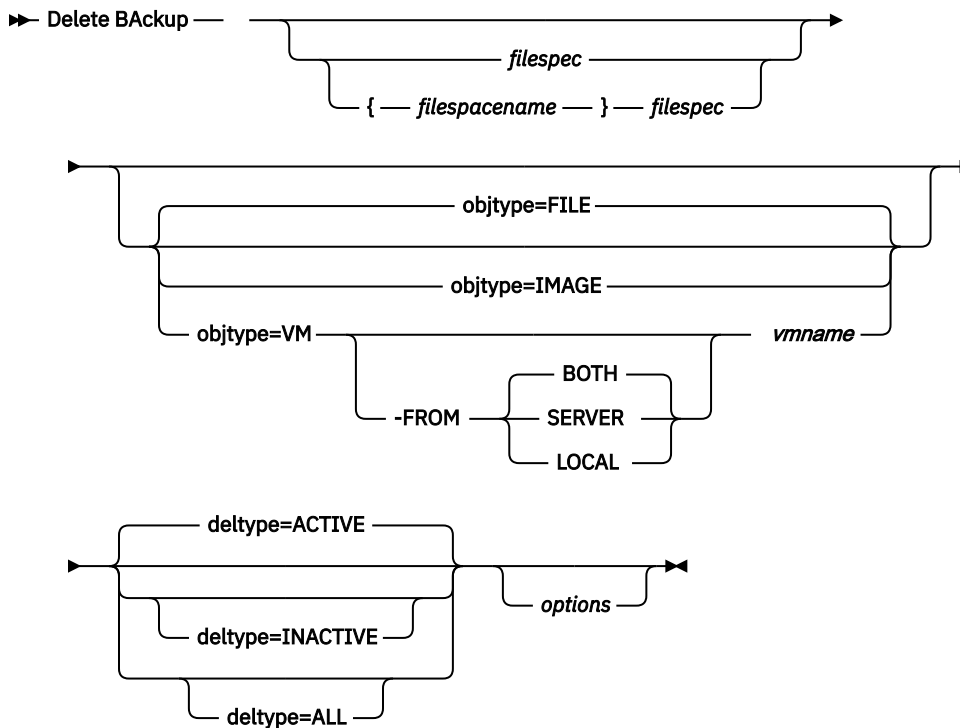 Delete BAckup
filespec
{ filespacename } filespec
objtype=FILE
objtype=IMAGE
objtype=VM vmname
BOTH
-FROM SERVER
LOCAL
deltype=ACTIVE
options
deltype=INACTIVE
deltype=ALL